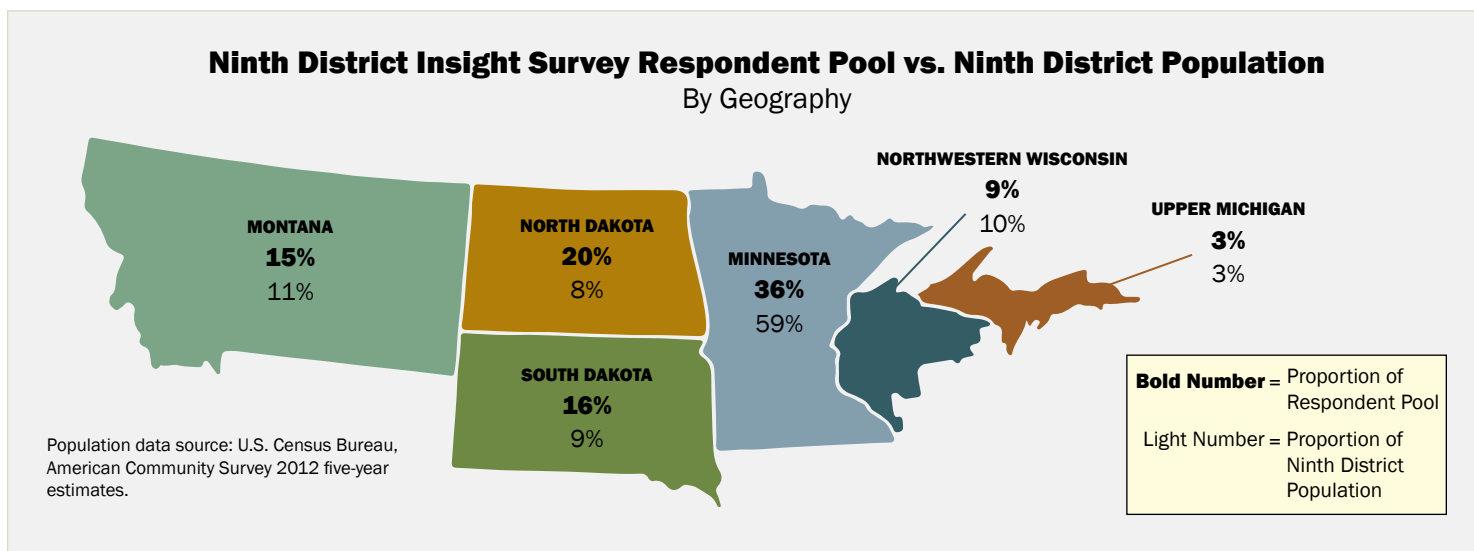 Ninth District Insight Survey Respondent Pool vs. Ninth District Population
By Geography
MONTANA
15%
11%
NORTH DAKOTA
20%
8%
SOUTH DAKOTA
16%
9%
MINNESOTA
36%
59%
NORTHWESTERN WISCONSIN
9%
10%
UPPER MICHIGAN
3%
3%
Bold Number = Proportion of
Respondent Pool
Light Number = Proportion of
Ninth District
Population
Population data source: U.S. Census Bureau,
American Community Survey 2012 five-year
estimates.